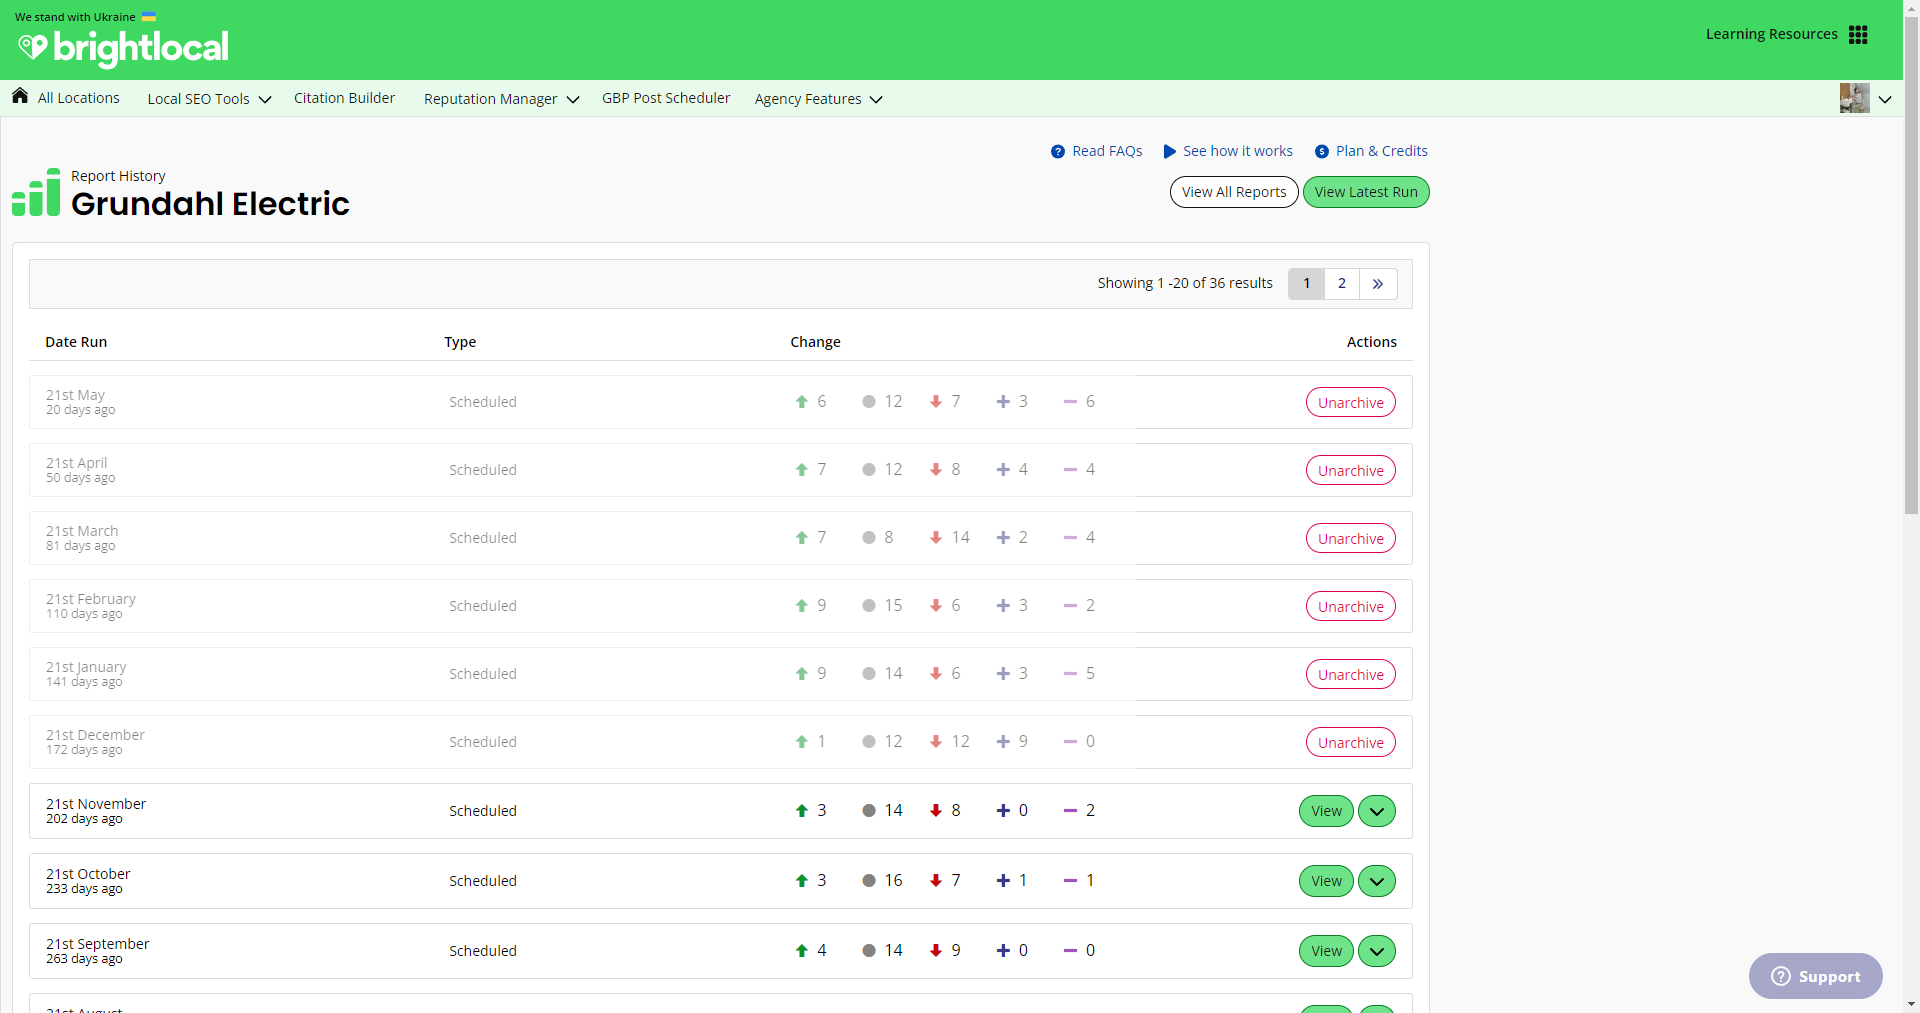 We stand with Ukraine
brightlocal
Learning Resources
All Locations
Local SEO Tools
Citation Builder
Reputation Manager
GBP Post Scheduler
Agency Features
Read FAQs
See how it works
Plan & Credits
Report History
Grundahl Electric
View All Reports
View Latest Run
Showing 1 -20 of 36 results
1
2
»
Date Run Type Change Actions
21st May
20 days ago
Scheduled 6 12 7 3 6 Unarchive
21st April
50 days ago
Scheduled 7 12 8 4 4 Unarchive
21st March
81 days ago
Scheduled 7 8 14 2 4 Unarchive
21st February
110 days ago
Scheduled 9 15 6 3 2 Unarchive
21st January
141 days ago
Scheduled 9 14 6 3 5 Unarchive
21st December
172 days ago
Scheduled 1 12 12 9 0 Unarchive
21st November
202 days ago
Scheduled 3 14 8 0 2 View
21st October
233 days ago
Scheduled 3 16 7 1 1 View
21st September
263 days ago
Scheduled 4 14 9 0 0 View
21st August
Support